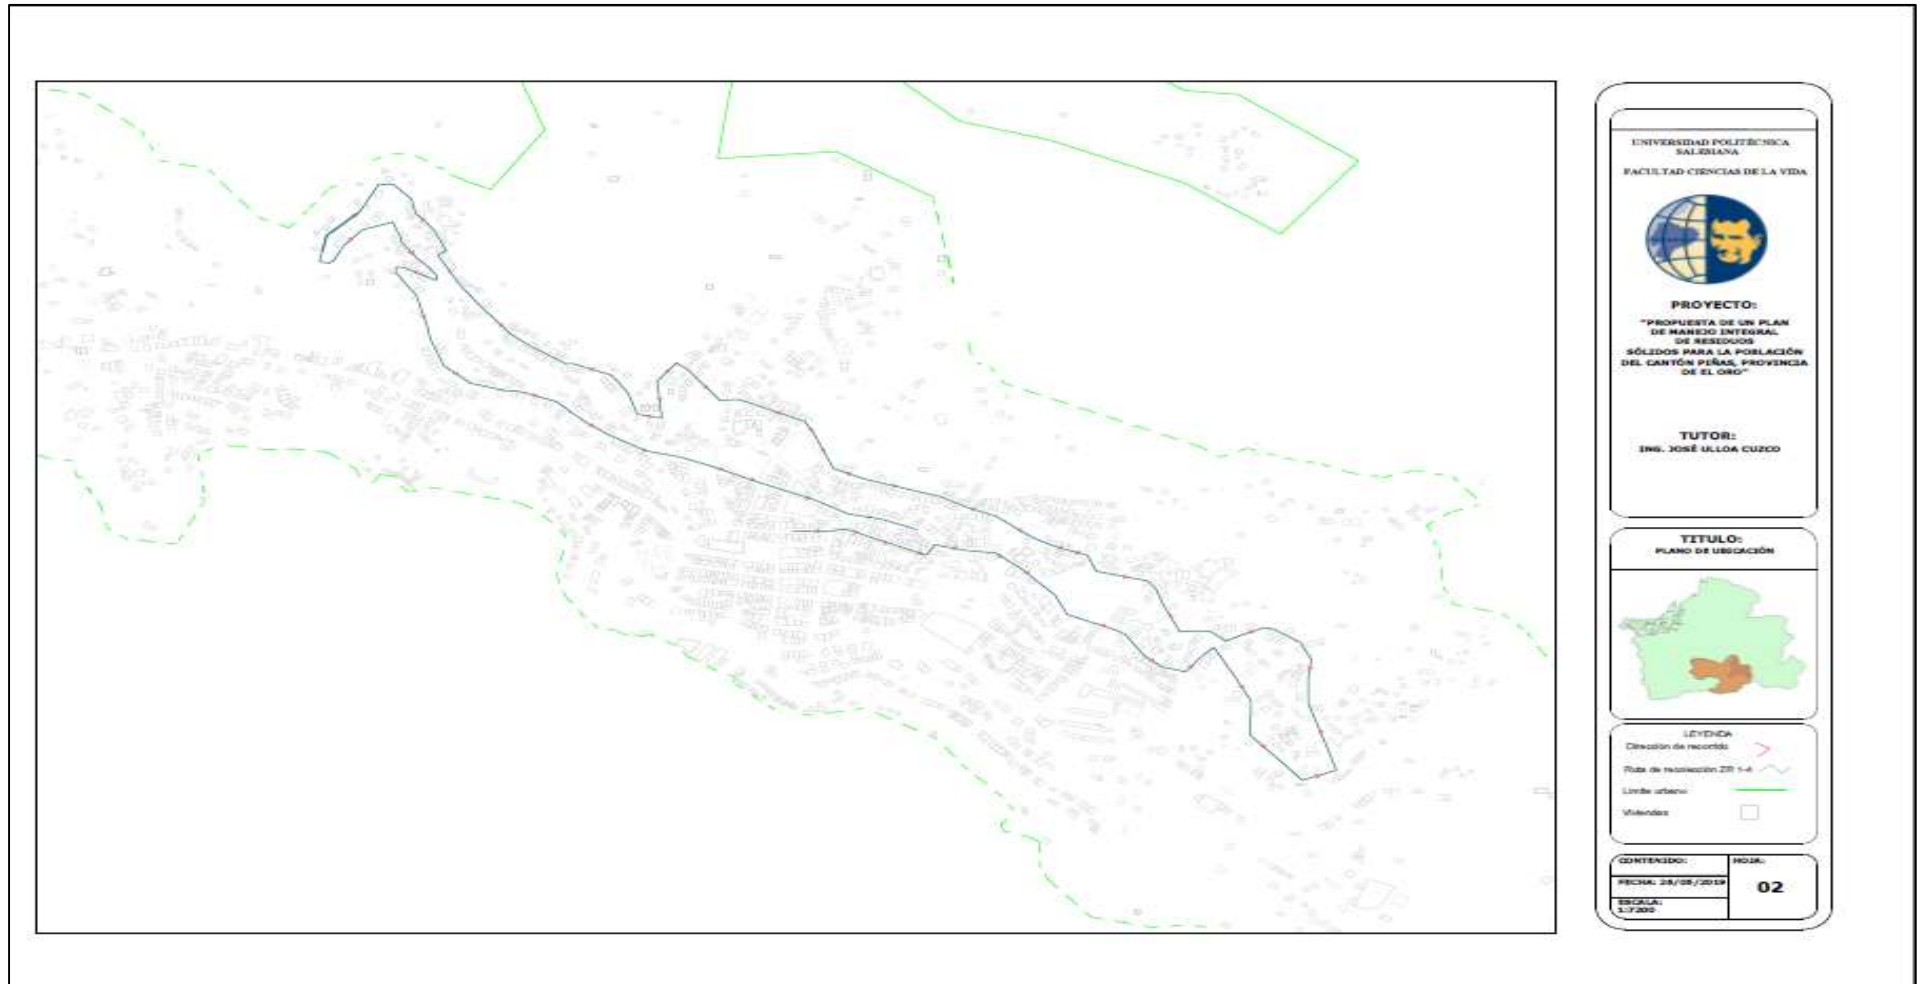 UNIVERSIDAD POLITÉCNICA
SALESIANA
FACULTAD CIENCIAS DE LA VIDA
PROYECTO:
"PROPUESTA DE UN PLAN
DE MANEJO INTEGRAL
DE RESIDUOS
SÓLIDOS PARA LA POBLACIÓN
DEL CANTÓN PIÑAS, PROVINCIA
DE EL ORO"
TUTOR:
ING. JOSÉ ULLOA CUZCO
TITULO:
PLANO DE UBICACIÓN
LEYENDA
Dirección de recorrido
Ruta de recolección ZR 1-4
Limite urbano
Viviendas
CONTENIDO:
HOJA:
FECHA: 28/05/2019
02
ESCALA:
1:7200